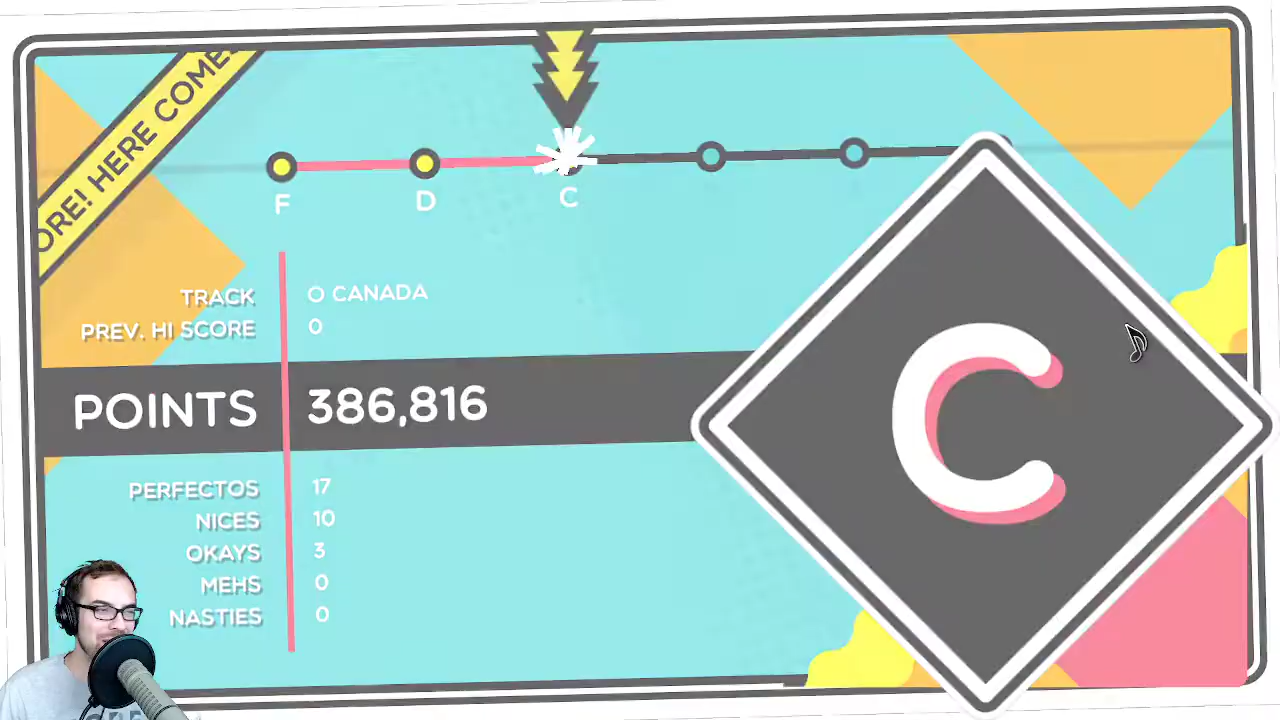 ORE! HERE COME
F
D
C
TRACK O CANADA
PREV. HI SCORE 0
POINTS 386,816
C
PERFECTOS 17
NICES 10
OKAYS 3
MEHS 0
NASTIES 0